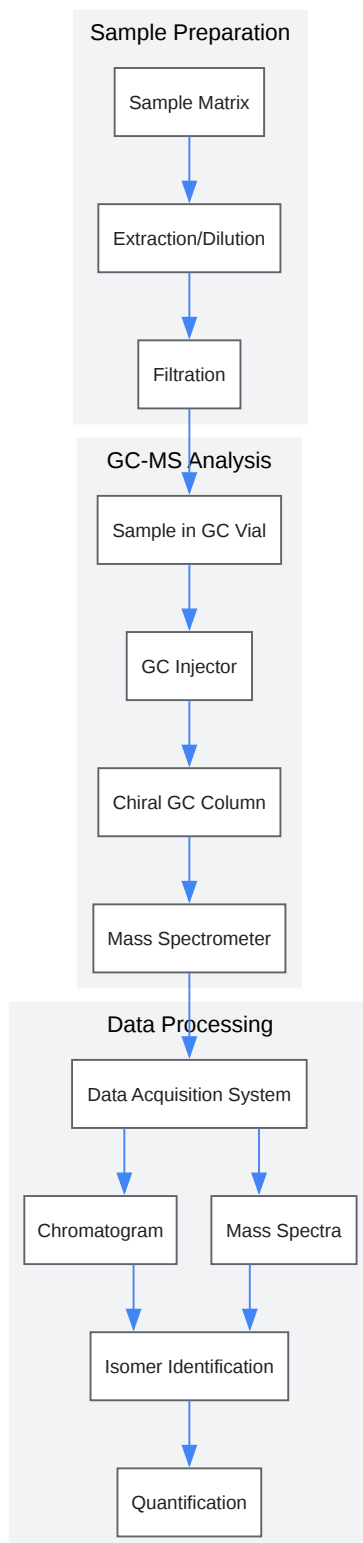 Sample Preparation
Sample Matrix
Extraction/Dilution
Filtration
GC-MS Analysis
Sample in GC Vial
GC Injector
Chiral GC Column
Mass Spectrometer
Data Processing
Data Acquisition System
Chromatogram
Mass Spectra
Isomer Identification
Quantification